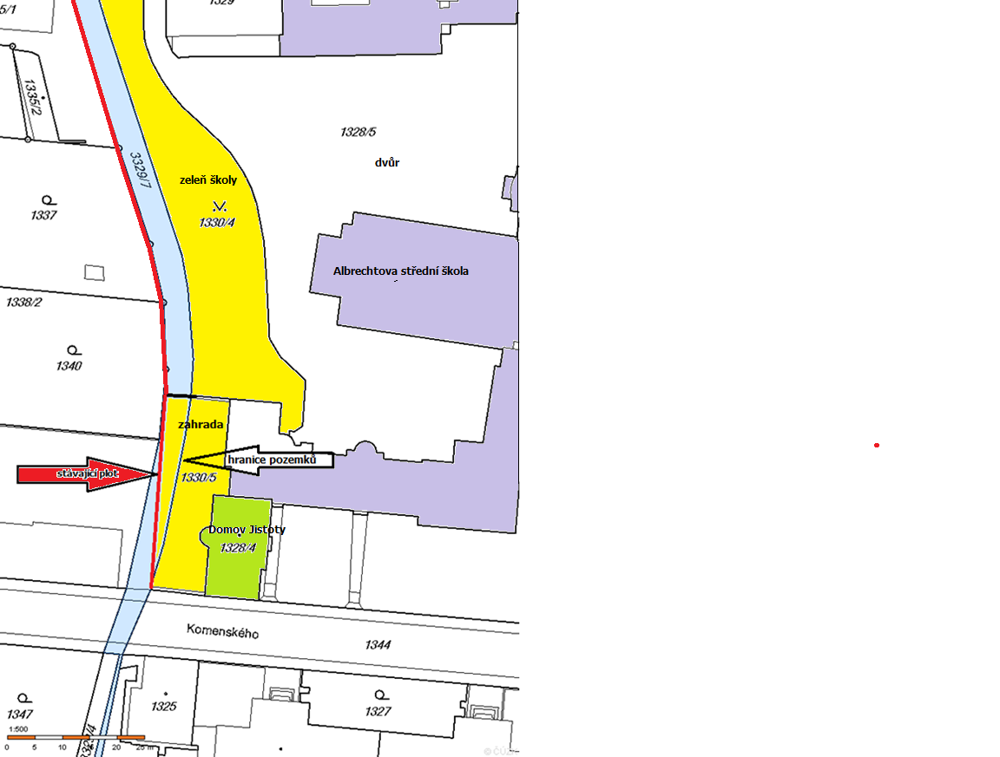 5/1
1329
1335/2
1328/5
dvůr
3329/7
zeleň školy
1330/4
1337
Albrechtova střední škola
1338/2
1340
zahrada
hranice pozemků
stávající plot
1330/5
Domov Jistoty
1328/4
Komenského
1344
1325
1327
1347
1:500
0 5 10 15 20 25 m